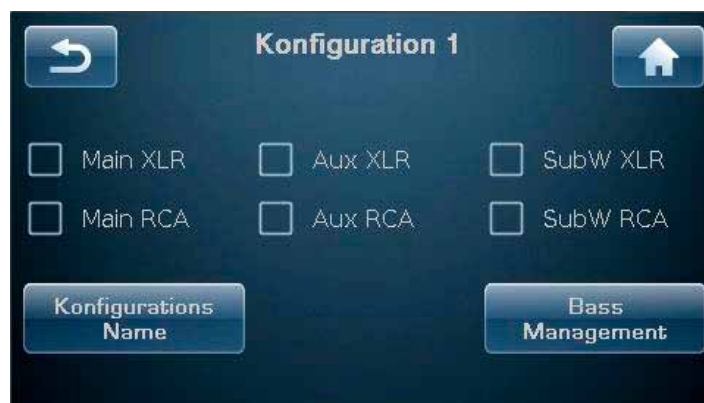 Konfiguration 1
Main XLR
Aux XLR
SubW XLR
Main RCA
Aux RCA
SubW RCA
Konfigurations
Name
Bass
Management